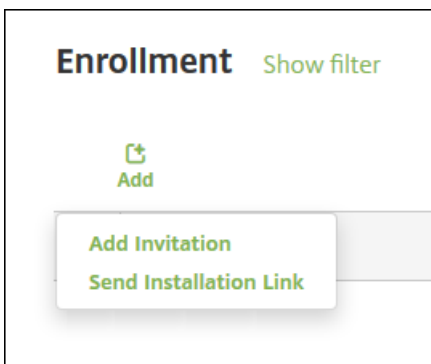 Enrollment Show filter
Add
Add Invitation
Send Installation Link